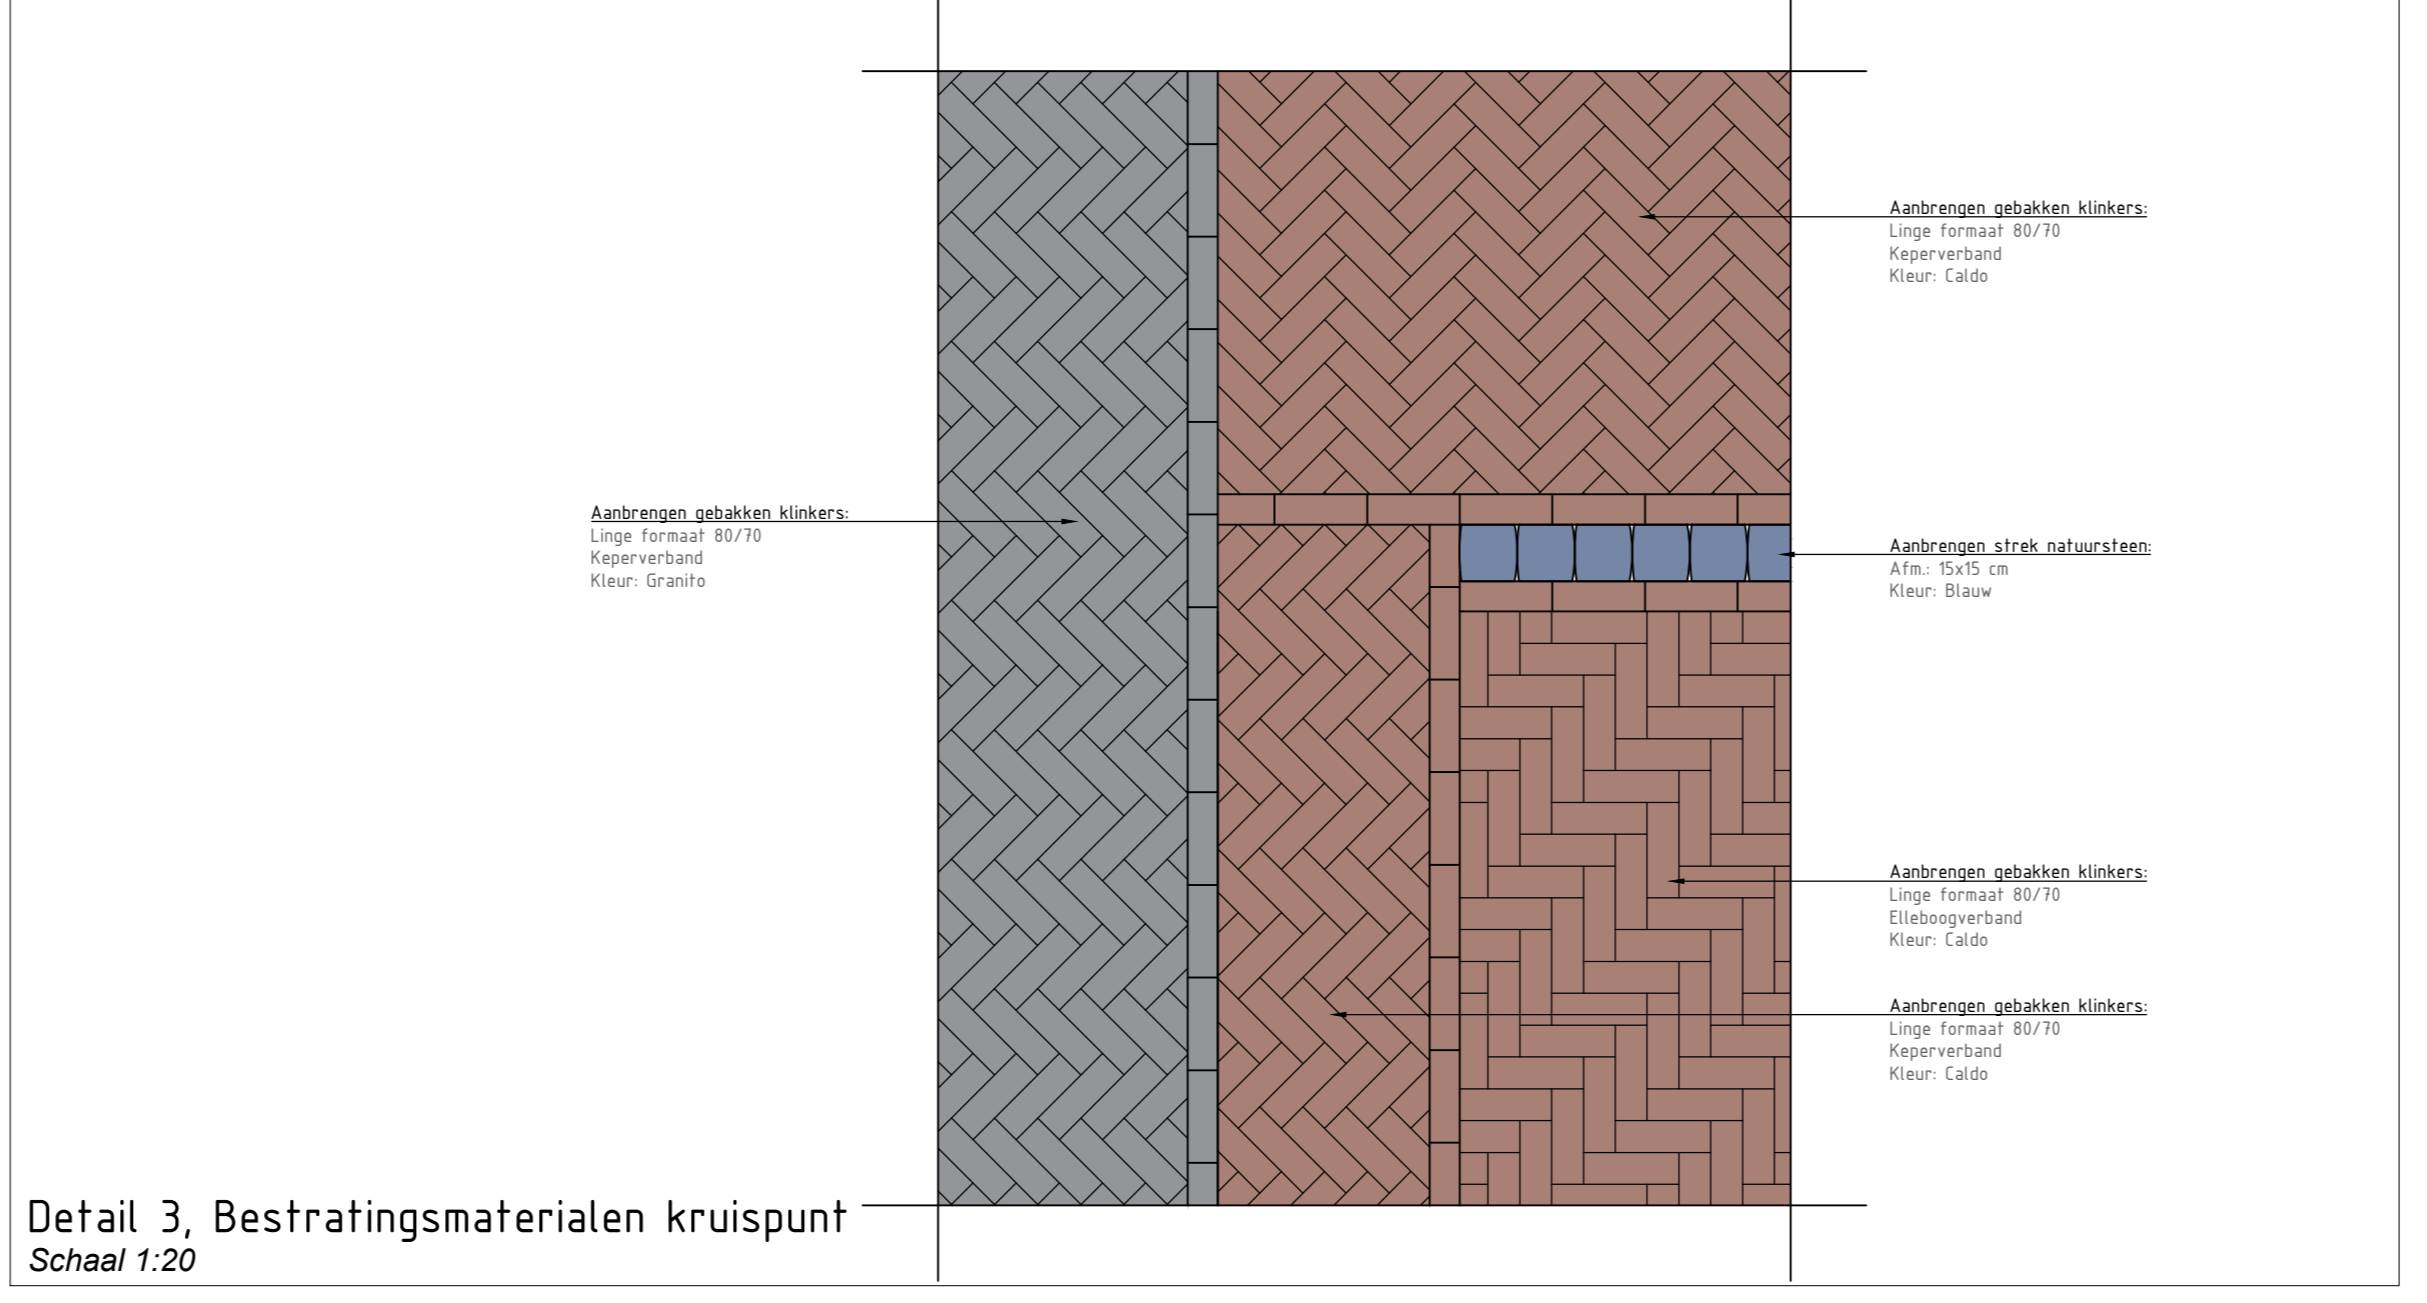 Aanbrengen gebakken klinkers:
Linge formaat 80/70
Keperverband
Kleur: Caldo
Aanbrengen gebakken klinkers:
Linge formaat 80/70
Keperverband
Kleur: Granito
Aanbrengen strek natuursteen:
Afm.: 15x15 cm
Kleur: Blauw
Aanbrengen gebakken klinkers:
Linge formaat 80/70
Elleboogverband
Kleur: Caldo
Aanbrengen gebakken klinkers:
Linge formaat 80/70
Keperverband
Kleur: Caldo
Detail 3, Bestratingsmaterialen kruispunt
Schaal 1:20